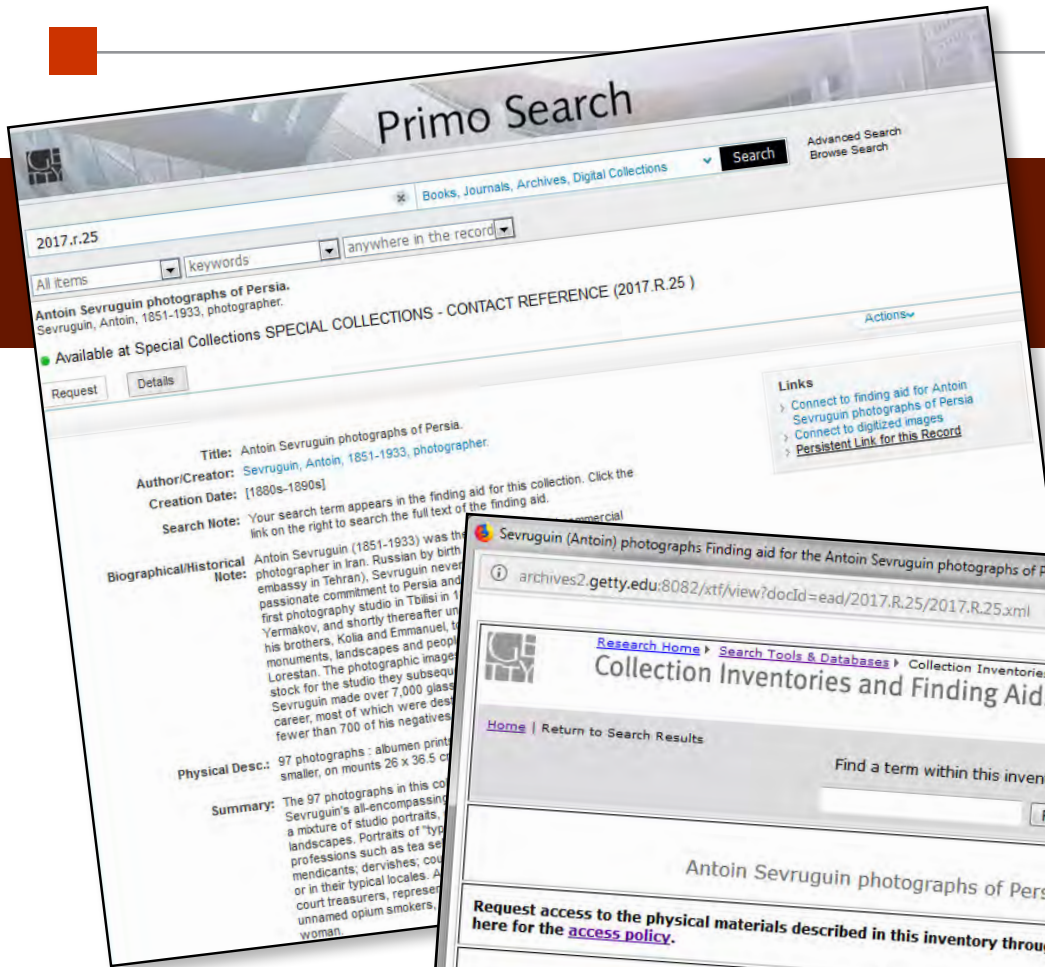 GE
TTY
Primo Search
2017.r.25
Books, Journals, Archives, Digital Collections
Search
Advanced Search
Browse Search
All items
keywords
anywhere in the record
Antoin Sevruguin photographs of Persia.
Sevruguin, Antoin, 1851-1933, photographer.
Available at Special Collections SPECIAL COLLECTIONS - CONTACT REFERENCE (2017.R.25 )
Actions
Request
Details
Links
Connect to finding aid for Antoin
Sevruguin photographs of Persia
Connect to digitized images
Persistent Link for this Record
Title: Antoin Sevruguin photographs of Persia.
Author/Creator: Sevruguin, Antoin, 1851-1933, photographer.
Creation Date: [1880s-1890s]
Search Note: Your search term appears in the finding aid for this collection. Click the
link on the right to search the full text of the finding aid.
Biographical/Historical Antoin Sevruguin (1851-1933) was the
Note: photographer in Iran. Russian by birth
embassy in Tehran), Sevruguin never
passionate commitment to Persia and
first photography studio in Tbilisi in 1
Yermakov, and shortly thereafter un
his brothers, Kolia and Emmanuel, to
monuments, landscapes and peopl
Lorestan. The photographic image
stock for the studio they subsequ
Sevruguin made over 7,000 glass
career, most of which were dest
fewer than 700 of his negatives
Physical Desc.: 97 photographs : albumen prints
smaller, on mounts 26 x 36.5 c
Summary: The 97 photographs in this co
Sevruguin's all-encompassing
a mixture of studio portraits,
landscapes. Portraits of "typ
professions such as tea se
mendicants; dervishes; cou
or in their typical locales. A
court treasurers, represen
unnamed opium smokers,
woman.
Sevruguin (Antoin) photographs Finding aid for the Antoin Sevruguin photographs of P
archives2.getty.edu:8082/xtf/view?docId=ead/2017.R.25/2017.R.25.xml
GE
TTY
Research Home Search Tools & Databases Collection Inventories
Collection Inventories and Finding Aid
Home | Return to Search Results
Find a term within this inven
Antoin Sevruguin photographs of Pers
Request access to the physical materials described in this inventory throu
here for the access policy.